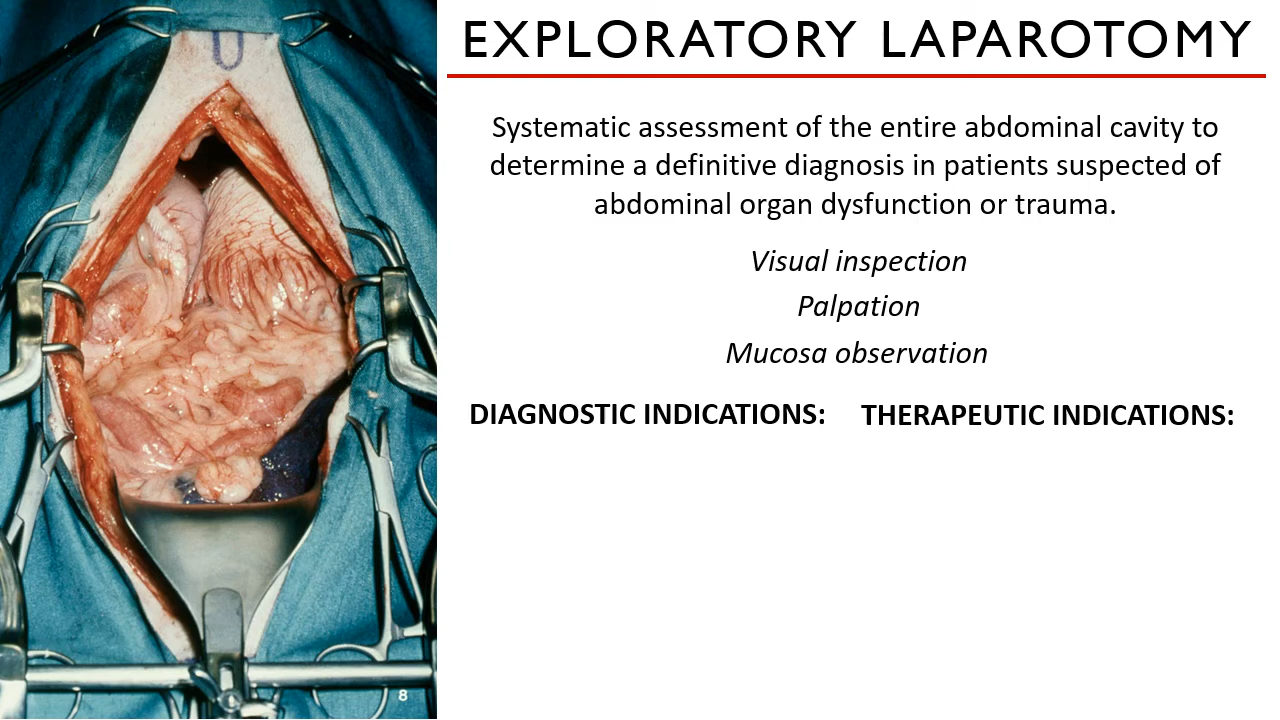 EXPLORATORY LAPAROTOMY
Systematic assessment of the entire abdominal cavity to
determine a definitive diagnosis in patients suspected of
abdominal organ dysfunction or trauma.
Visual inspection
Palpation
Mucosa observation
DIAGNOSTIC INDICATIONS: THERAPEUTIC INDICATIONS:
8